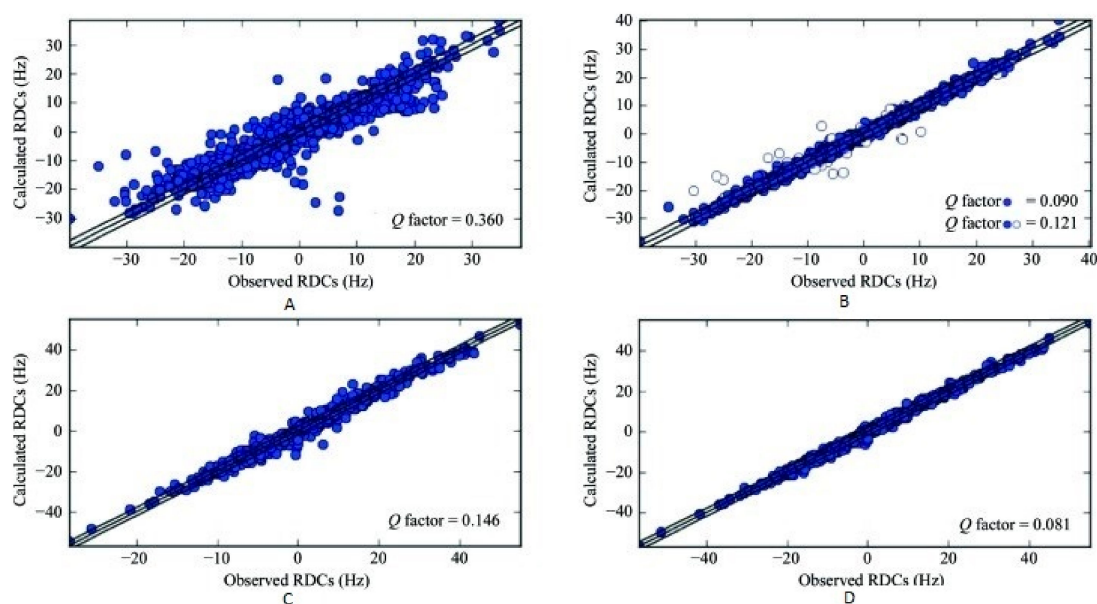 Calculated RDCs (Hz)
30
20
10
0
−10
−20
−30
Q factor = 0.360
−30
−20
−10
0
10
20
30
Observed RDCs (Hz)
A
Calculated RDCs (Hz)
40
30
20
10
0
−10
−20
−30
Q factor = 0.090
Q factor = 0.121
−30
−20
−10
0
10
20
30
40
Observed RDCs (Hz)
B
Calculated RDCs (Hz)
40
20
0
−20
−40
Q factor = 0.146
−20
−20
0
20
40
Observed RDCs (Hz)
C
Calculated RDCs (Hz)
40
20
0
−20
−40
Q factor = 0.081
−40
−20
0
20
40
Observed RDCs (Hz)
D